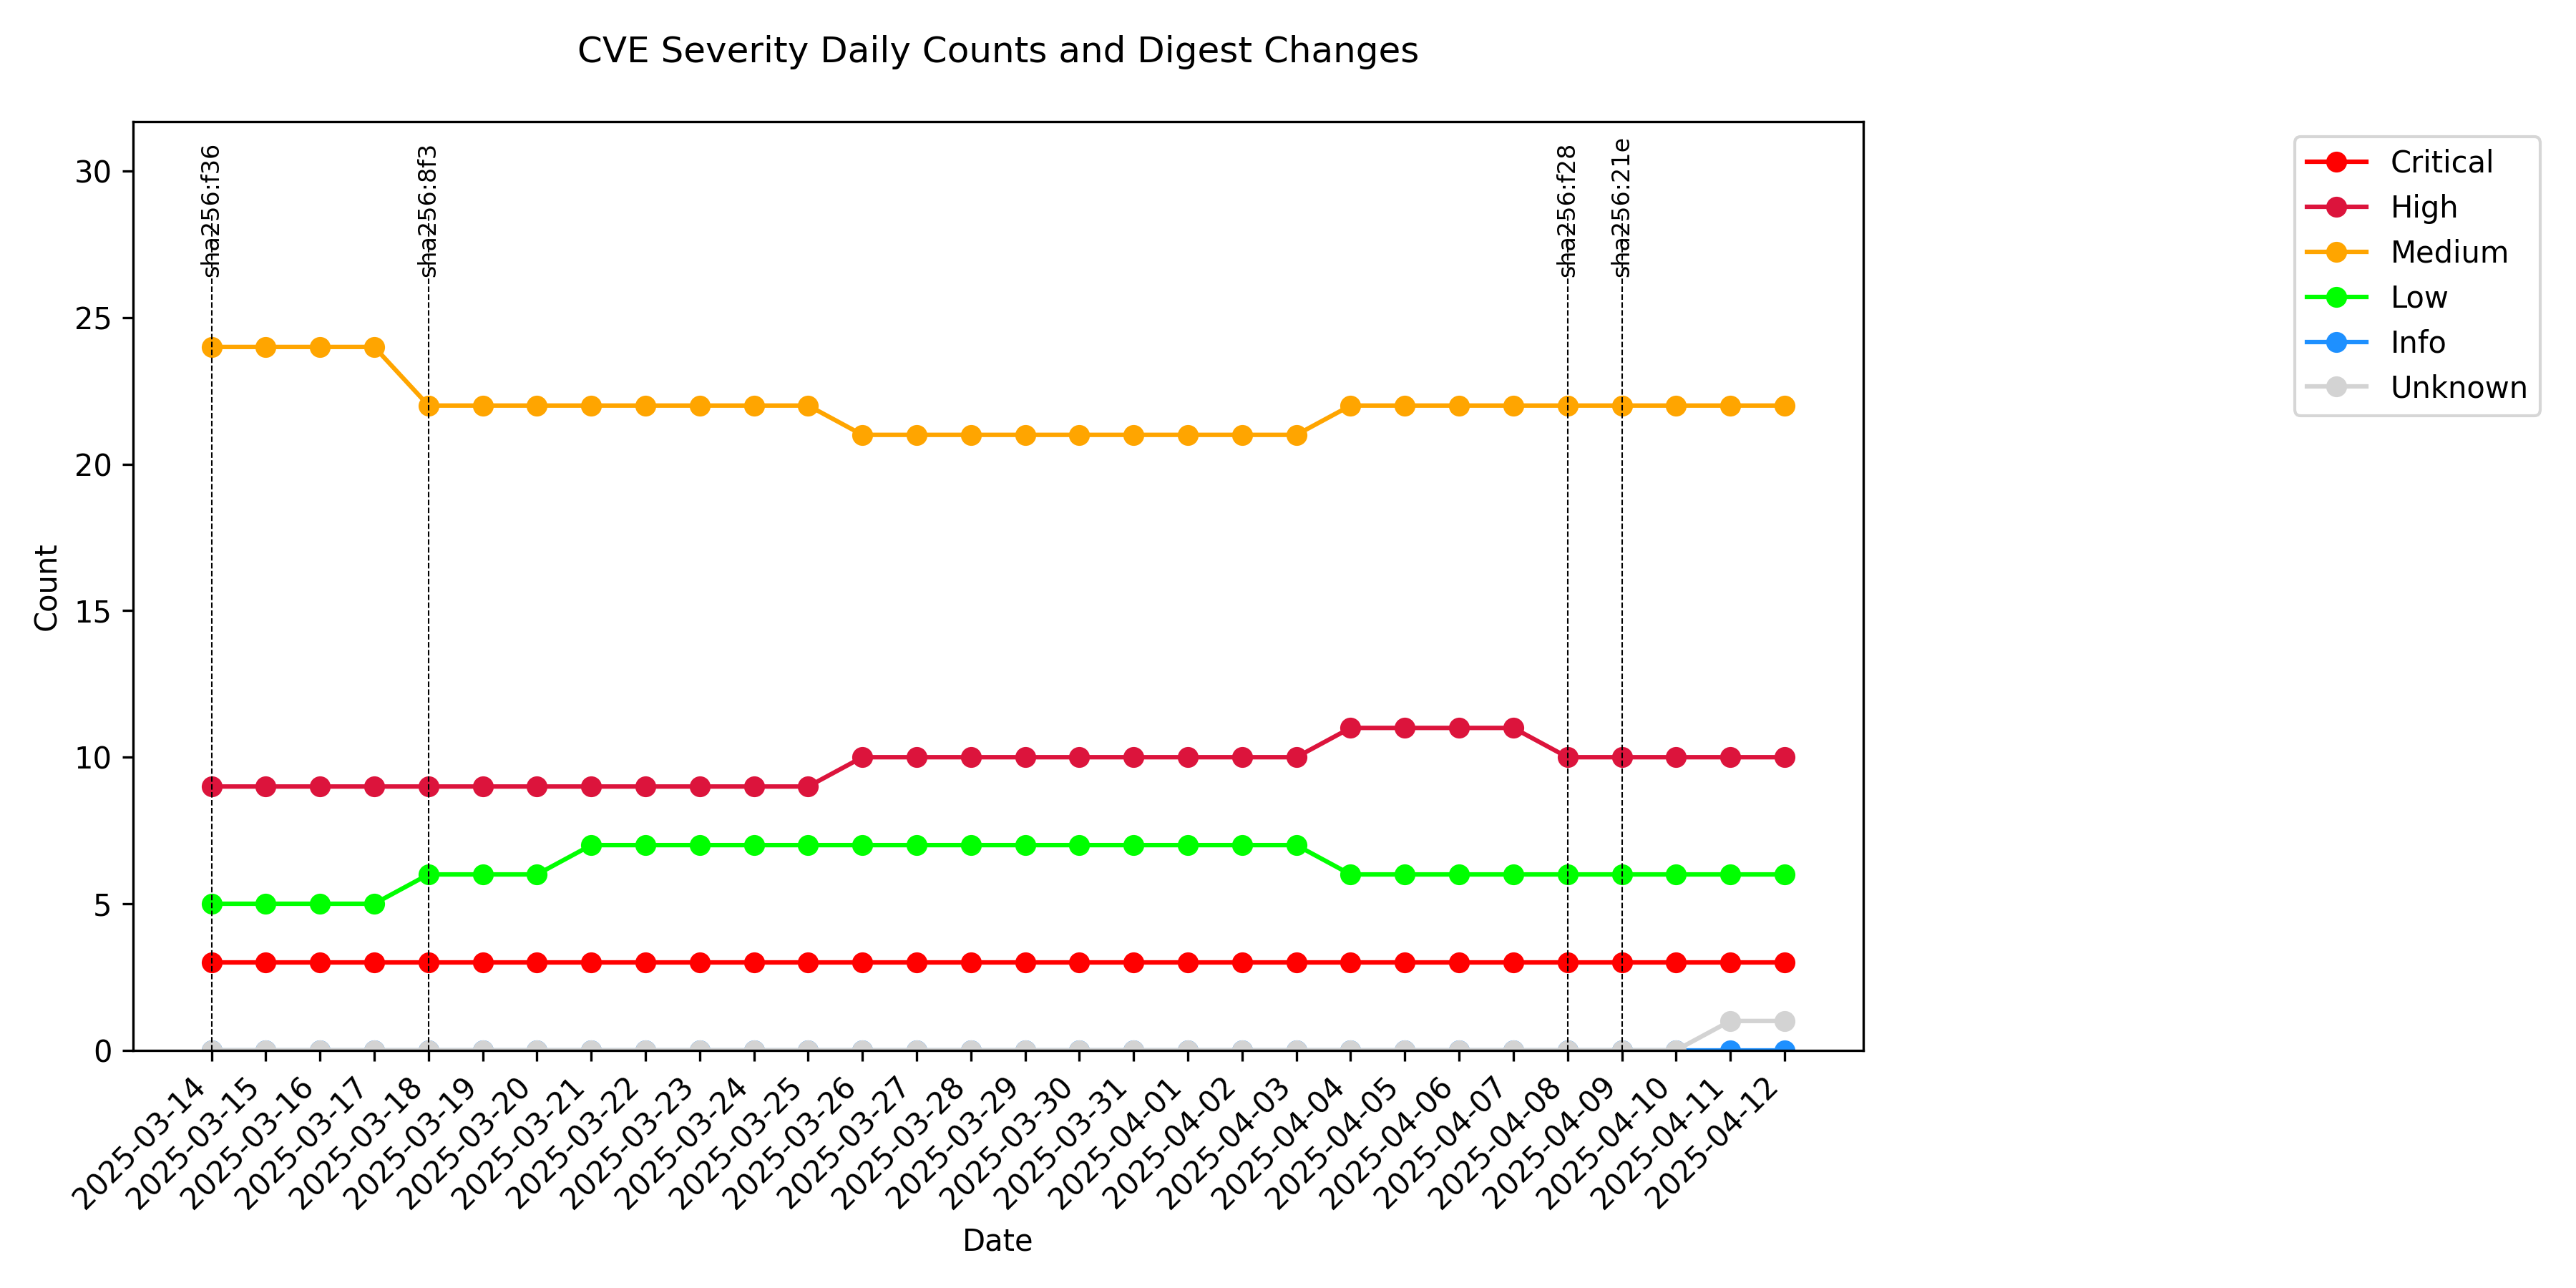 CVE Severity Daily Counts and Digest Changes
sha256:f36
sha256:8f3
sha256:f28
sha256:21e
30
25
20
15
10
5
0
Count
2025-03-14
2025-03-15
2025-03-16
2025-03-17
2025-03-18
2025-03-19
2025-03-20
2025-03-21
2025-03-22
2025-03-23
2025-03-24
2025-03-25
2025-03-26
2025-03-27
2025-03-28
2025-03-29
2025-03-30
2025-03-31
2025-04-01
2025-04-02
2025-04-03
2025-04-04
2025-04-05
2025-04-06
2025-04-07
2025-04-08
2025-04-09
2025-04-10
2025-04-11
2025-04-12
Date
Critical
High
Medium
Low
Info
Unknown